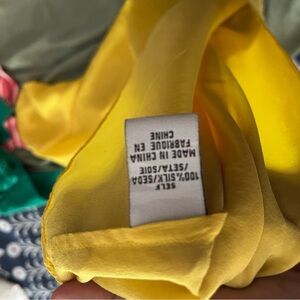 SELF
100%SILK/SEDA
/SETA/SOIE
MADE IN CHINA
FABRIQUE EN
CHINE